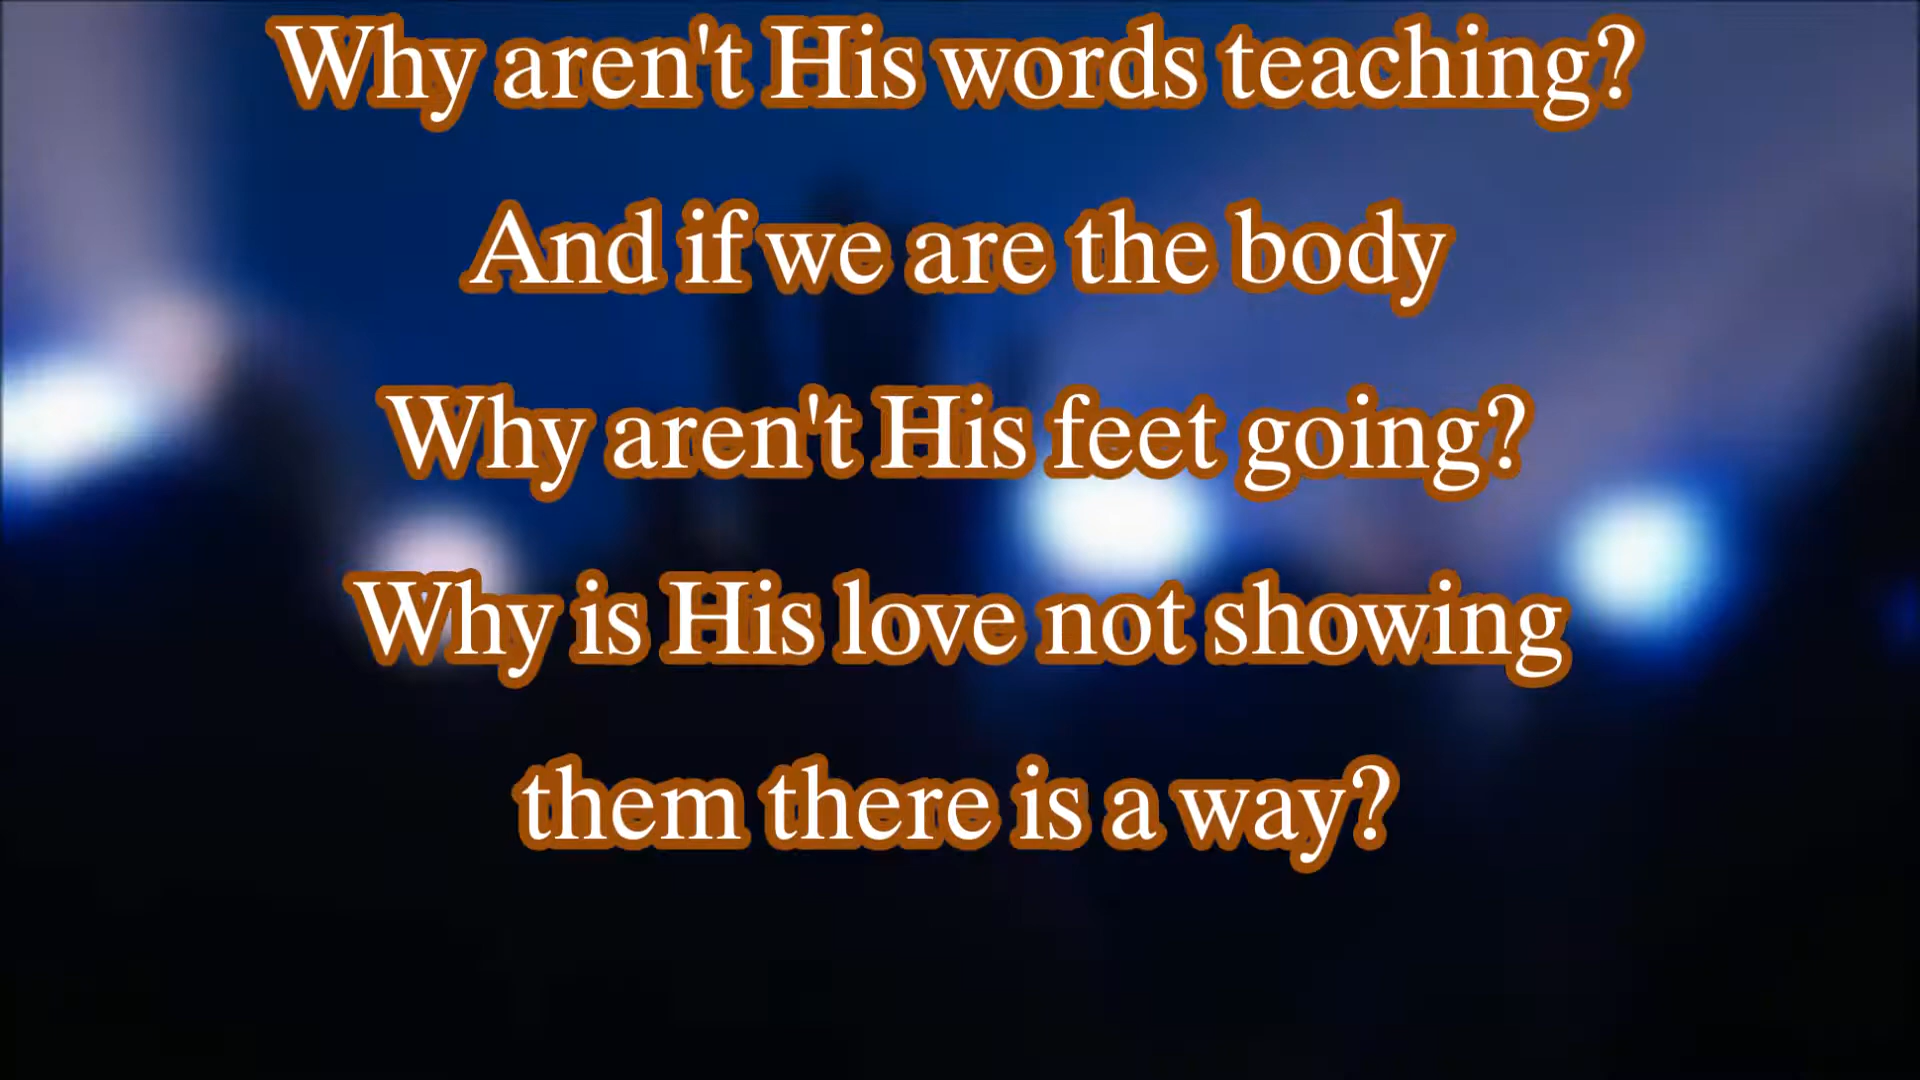 Why aren't His words teaching?
And if we are the body
Why aren't His feet going?
Why is His love not showing
them there is a way?